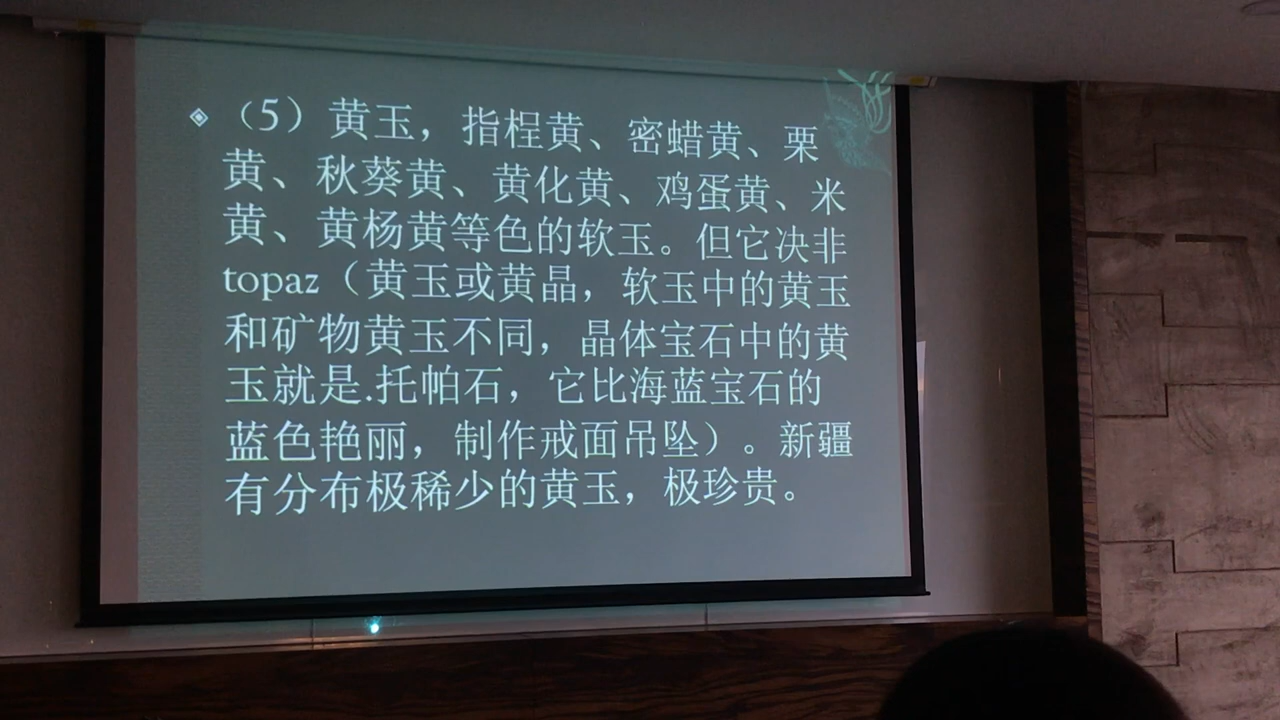 （5）黄玉，指桯黄、密蜡黄、栗
黄、秋葵黄、黄化黄、鸡蛋黄、米
黄、黄杨黄等色的软玉。但它决非
topaz（黄玉或黄晶，软玉中的黄玉
和矿物黄玉不同，晶体宝石中的黄
玉就是.托帕石，它比海蓝宝石的
蓝色艳丽，制作戒面吊坠）。新疆
有分布极稀少的黄玉，极珍贵。